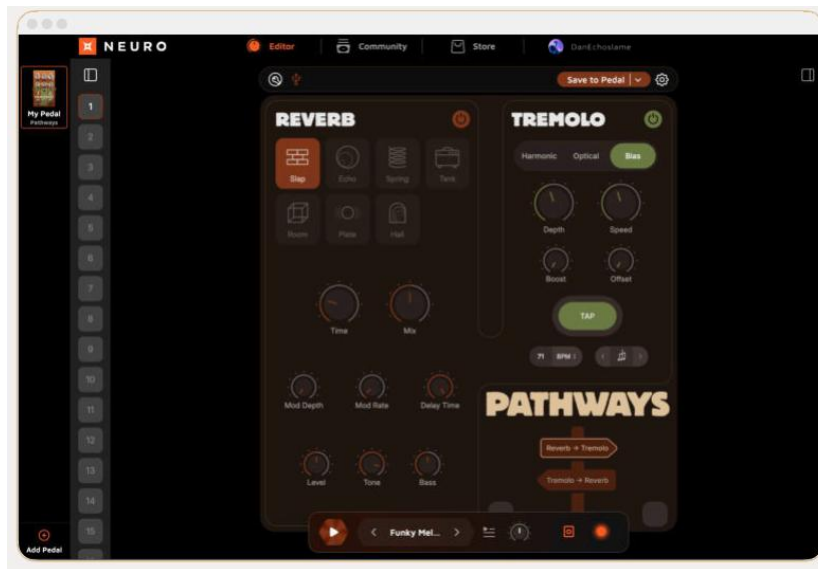 NEURO
Editor
Community
Store
DanEchoslame
My Pedal
Pathways
1
2
3
4
5
6
7
8
9
10
11
12
13
14
15
Add Pedal
Save to Pedal
REVERB
Slap
Echo
Spring
Tank
Room
Plate
Hall
Time
Mix
Mod Depth
Mod Rate
Delay Time
Level
Tone
Bass
TREMOLO
Harmonic
Optical
Bias
Depth
Speed
Boost
Offset
TAP
71 BPM
PATHWAYS
Reverb → Tremolo
Tremolo → Reverb
Funky Mel...